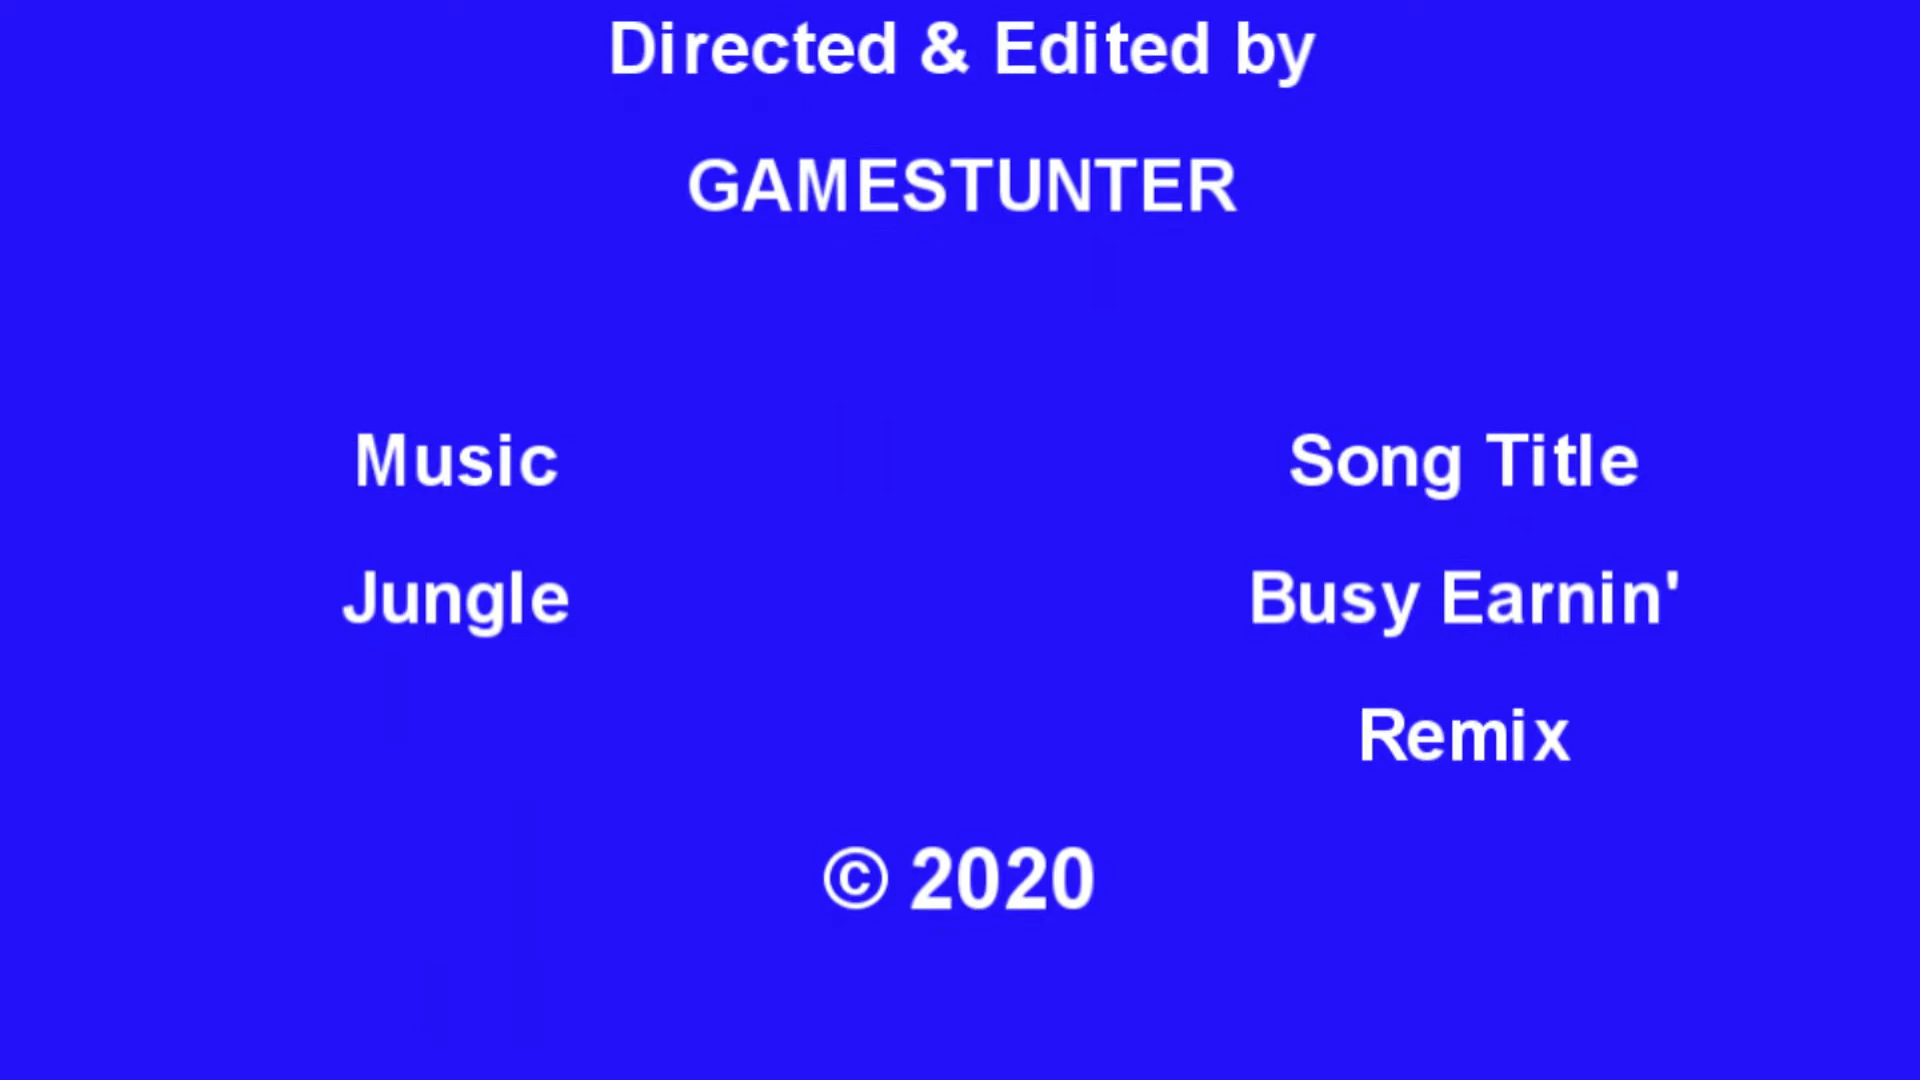 Directed & Edited by
GAMESTUNTER
Music
Song Title
Jungle
Busy Earnin'
Remix
© 2020